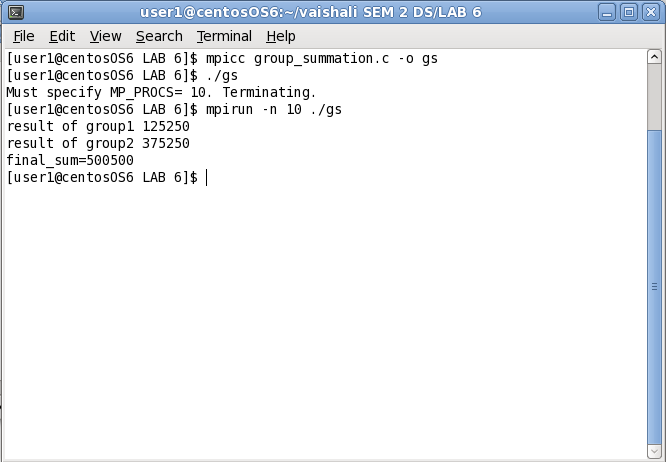 user1@centosOS6:~/vaishali SEM 2 DS/LAB 6
File Edit View Search Terminal Help
[user1@centosOS6 LAB 6]$ mpicc group_summation.c -o gs
[user1@centosOS6 LAB 6]$ ./gs
Must specify MP_PROCS= 10. Terminating.
[user1@centosOS6 LAB 6]$ mpirun -n 10 ./gs
result of group1 125250
result of group2 375250
final_sum=500500
[user1@centosOS6 LAB 6]$